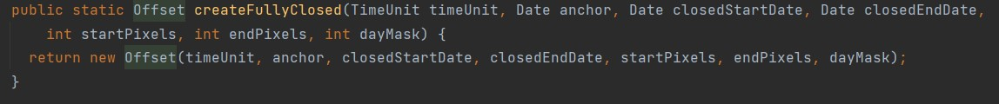 public static Offset createFullyClosed(TimeUnit timeUnit, Date anchor, Date closedStartDate, Date closedEndDate,
    int startPixels, int endPixels, int dayMask) {
  return new Offset(timeUnit, anchor, closedStartDate, closedEndDate, startPixels, endPixels, dayMask);
}